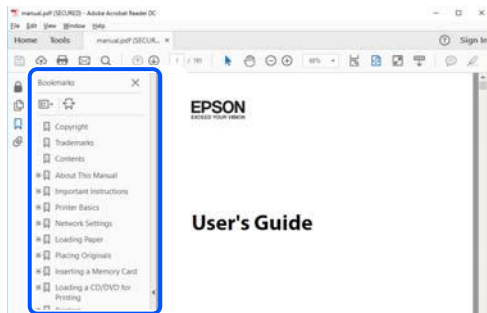 manual.pdf (SECURED) - Adobe Acrobat Reader DC
File Edit View Window Help
Home Tools manual.pdf (SECUR... × Sign In
Bookmarks
Copyright
Trademarks
Contents
About This Manual
Important Instructions
Printer Basics
Network Settings
Loading Paper
Placing Originals
Inserting a Memory Card
Loading a CD/DVD for
Printing
EPSON
EXCEED YOUR VISION
User's Guide